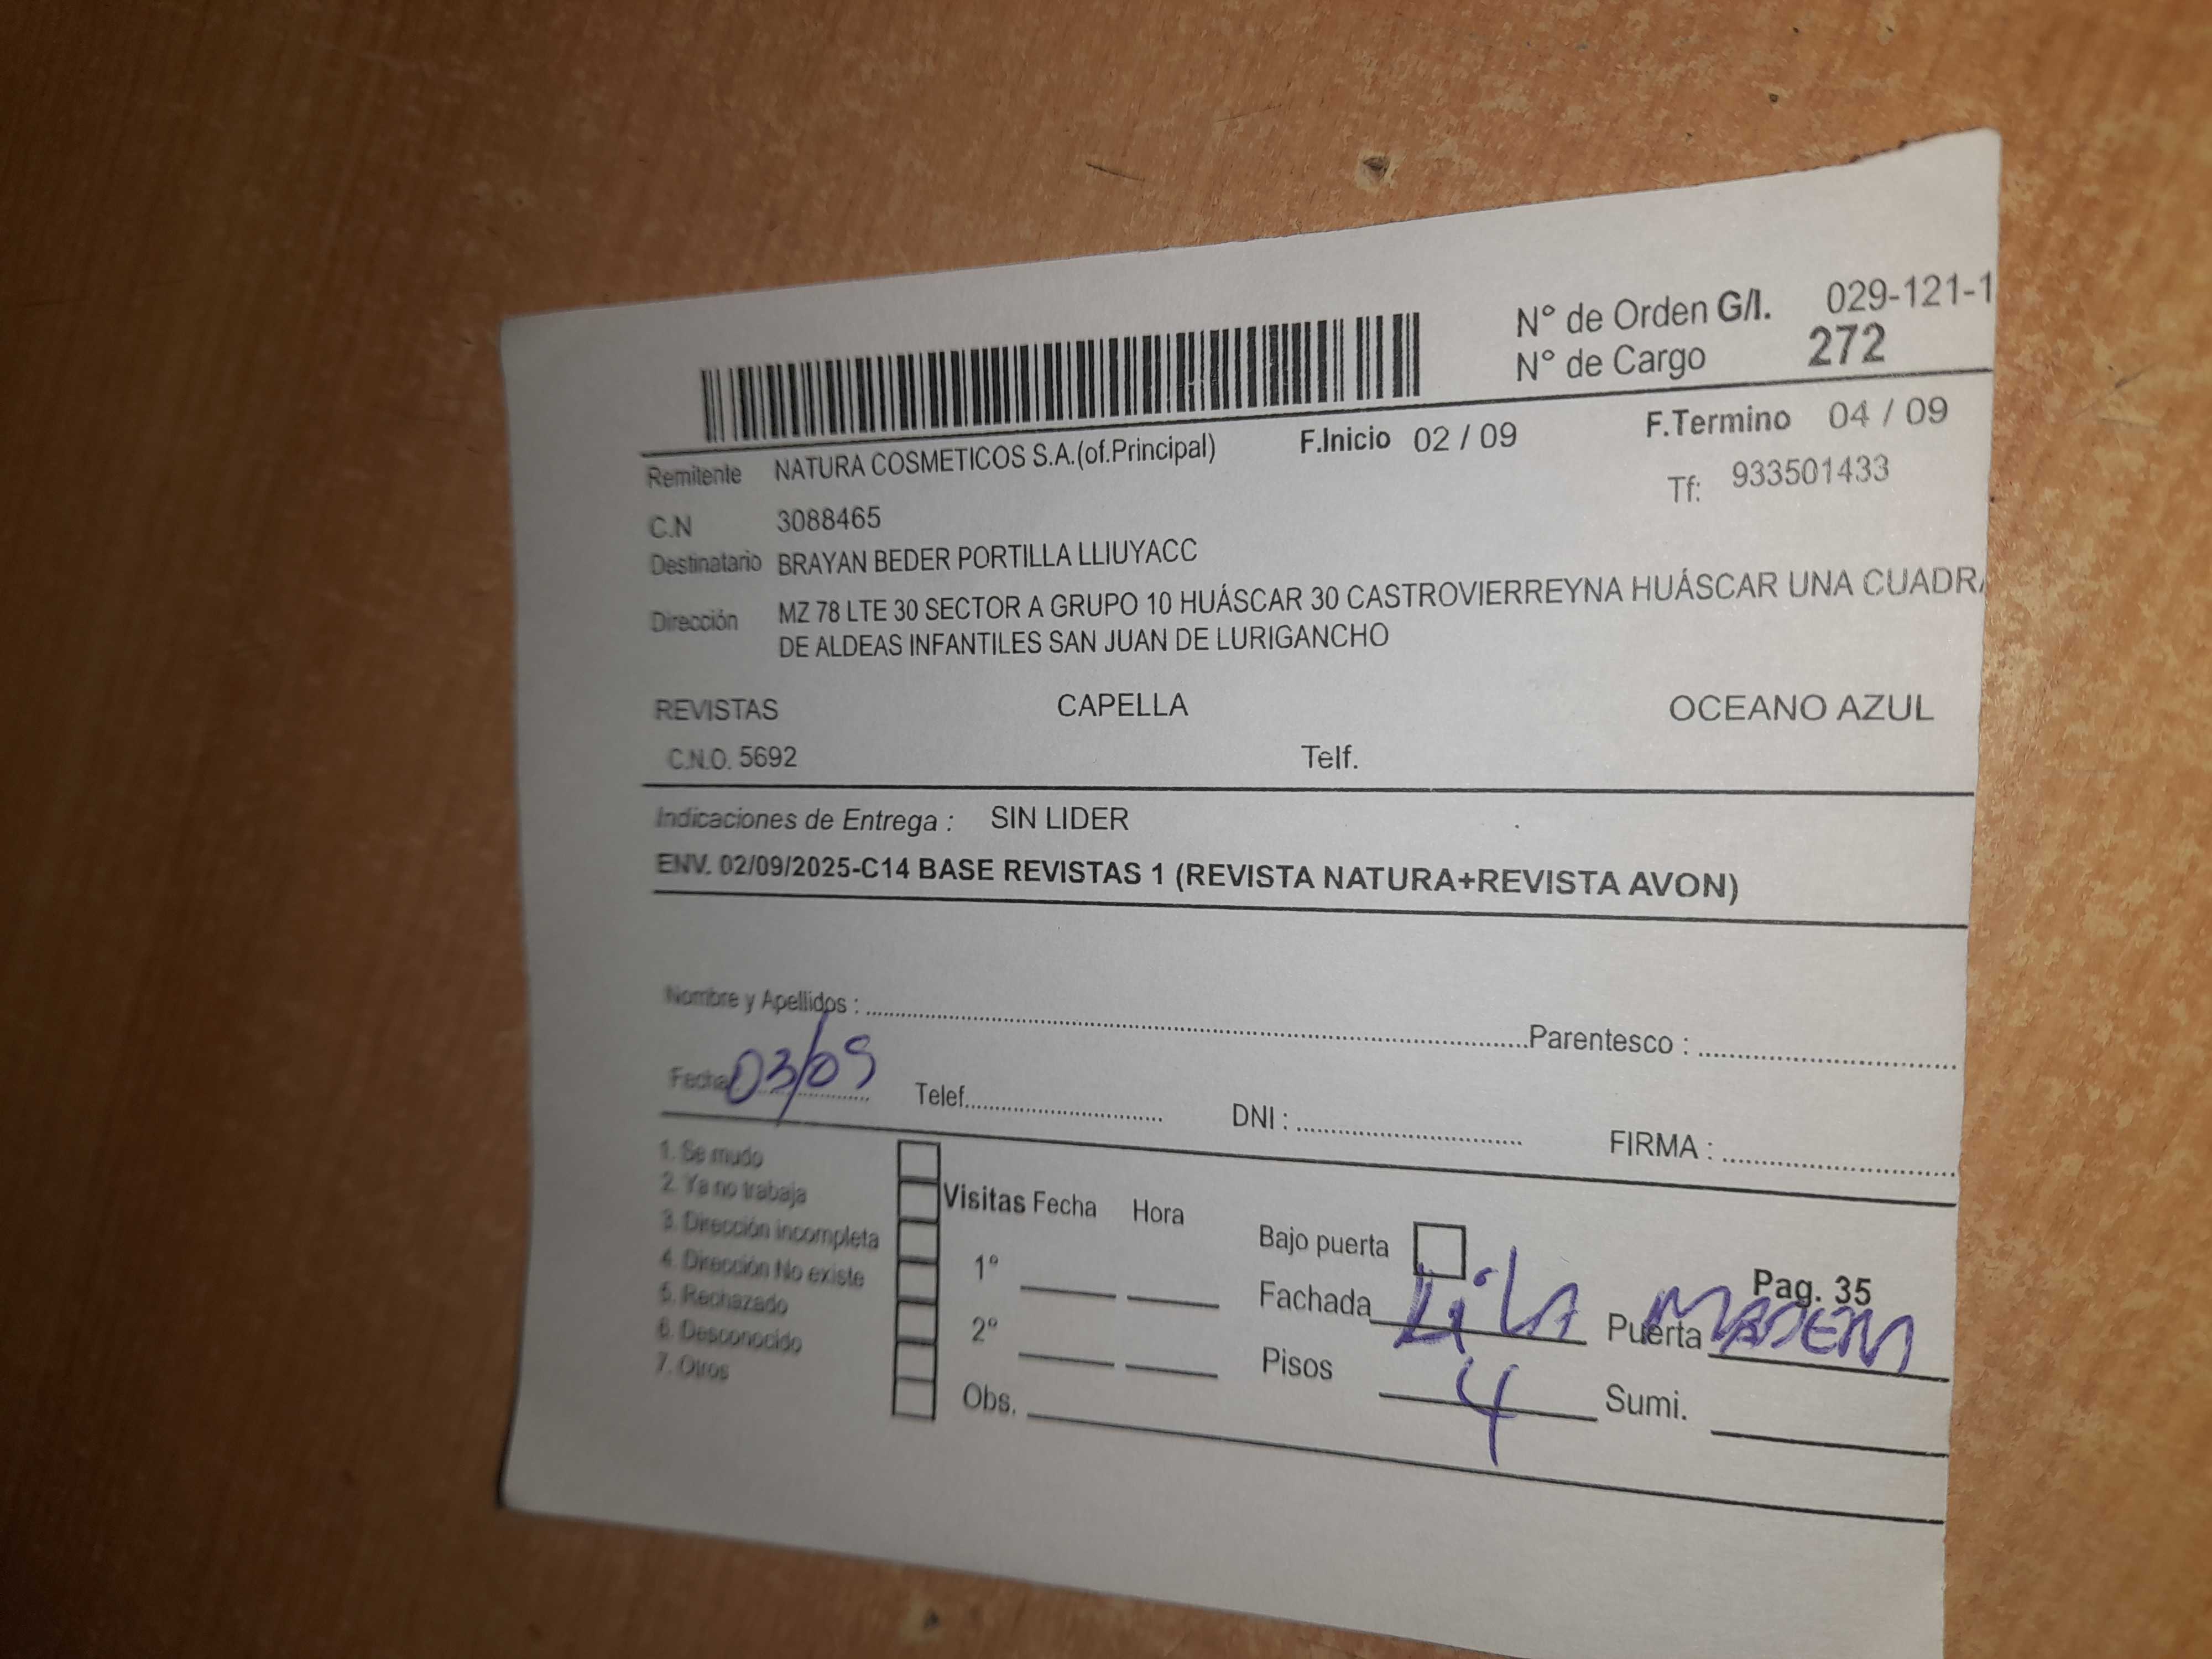 N° de Orden G/I. 029-121-1
N° de Cargo 272
Remitente NATURA COSMETICOS S.A.(of.Principal) F.Inicio 02 / 09 F.Termino 04 / 09
C.N 3088465 Tf: 933501433
Destinatario BRAYAN BEDER PORTILLA LLIUYACC
Dirección MZ 78 LTE 30 SECTOR A GRUPO 10 HUÁSCAR 30 CASTROVIERREYNA HUÁSCAR UNA CUADRA
DE ALDEAS INFANTILES SAN JUAN DE LURIGANCHO
REVISTAS CAPELLA OCEANO AZUL
C.N.O. 5692 Telf.
Indicaciones de Entrega : SIN LIDER
ENV. 02/09/2025-C14 BASE REVISTAS 1 (REVISTA NATURA+REVISTA AVON)
Nombre y Apellidos : Parentesco :
Fecha 03/09 Telef. DNI : FIRMA :
1. Se mudo
2. Ya no trabaja
3. Dirección incompleta
4. Dirección No existe
5. Rechazado
6. Desconocido
7. Otros
Visitas Fecha Hora
1º
2º
Obs.
Bajo puerta Pag. 35
Fachada Lila Puerta
Pisos 4 Sumi.